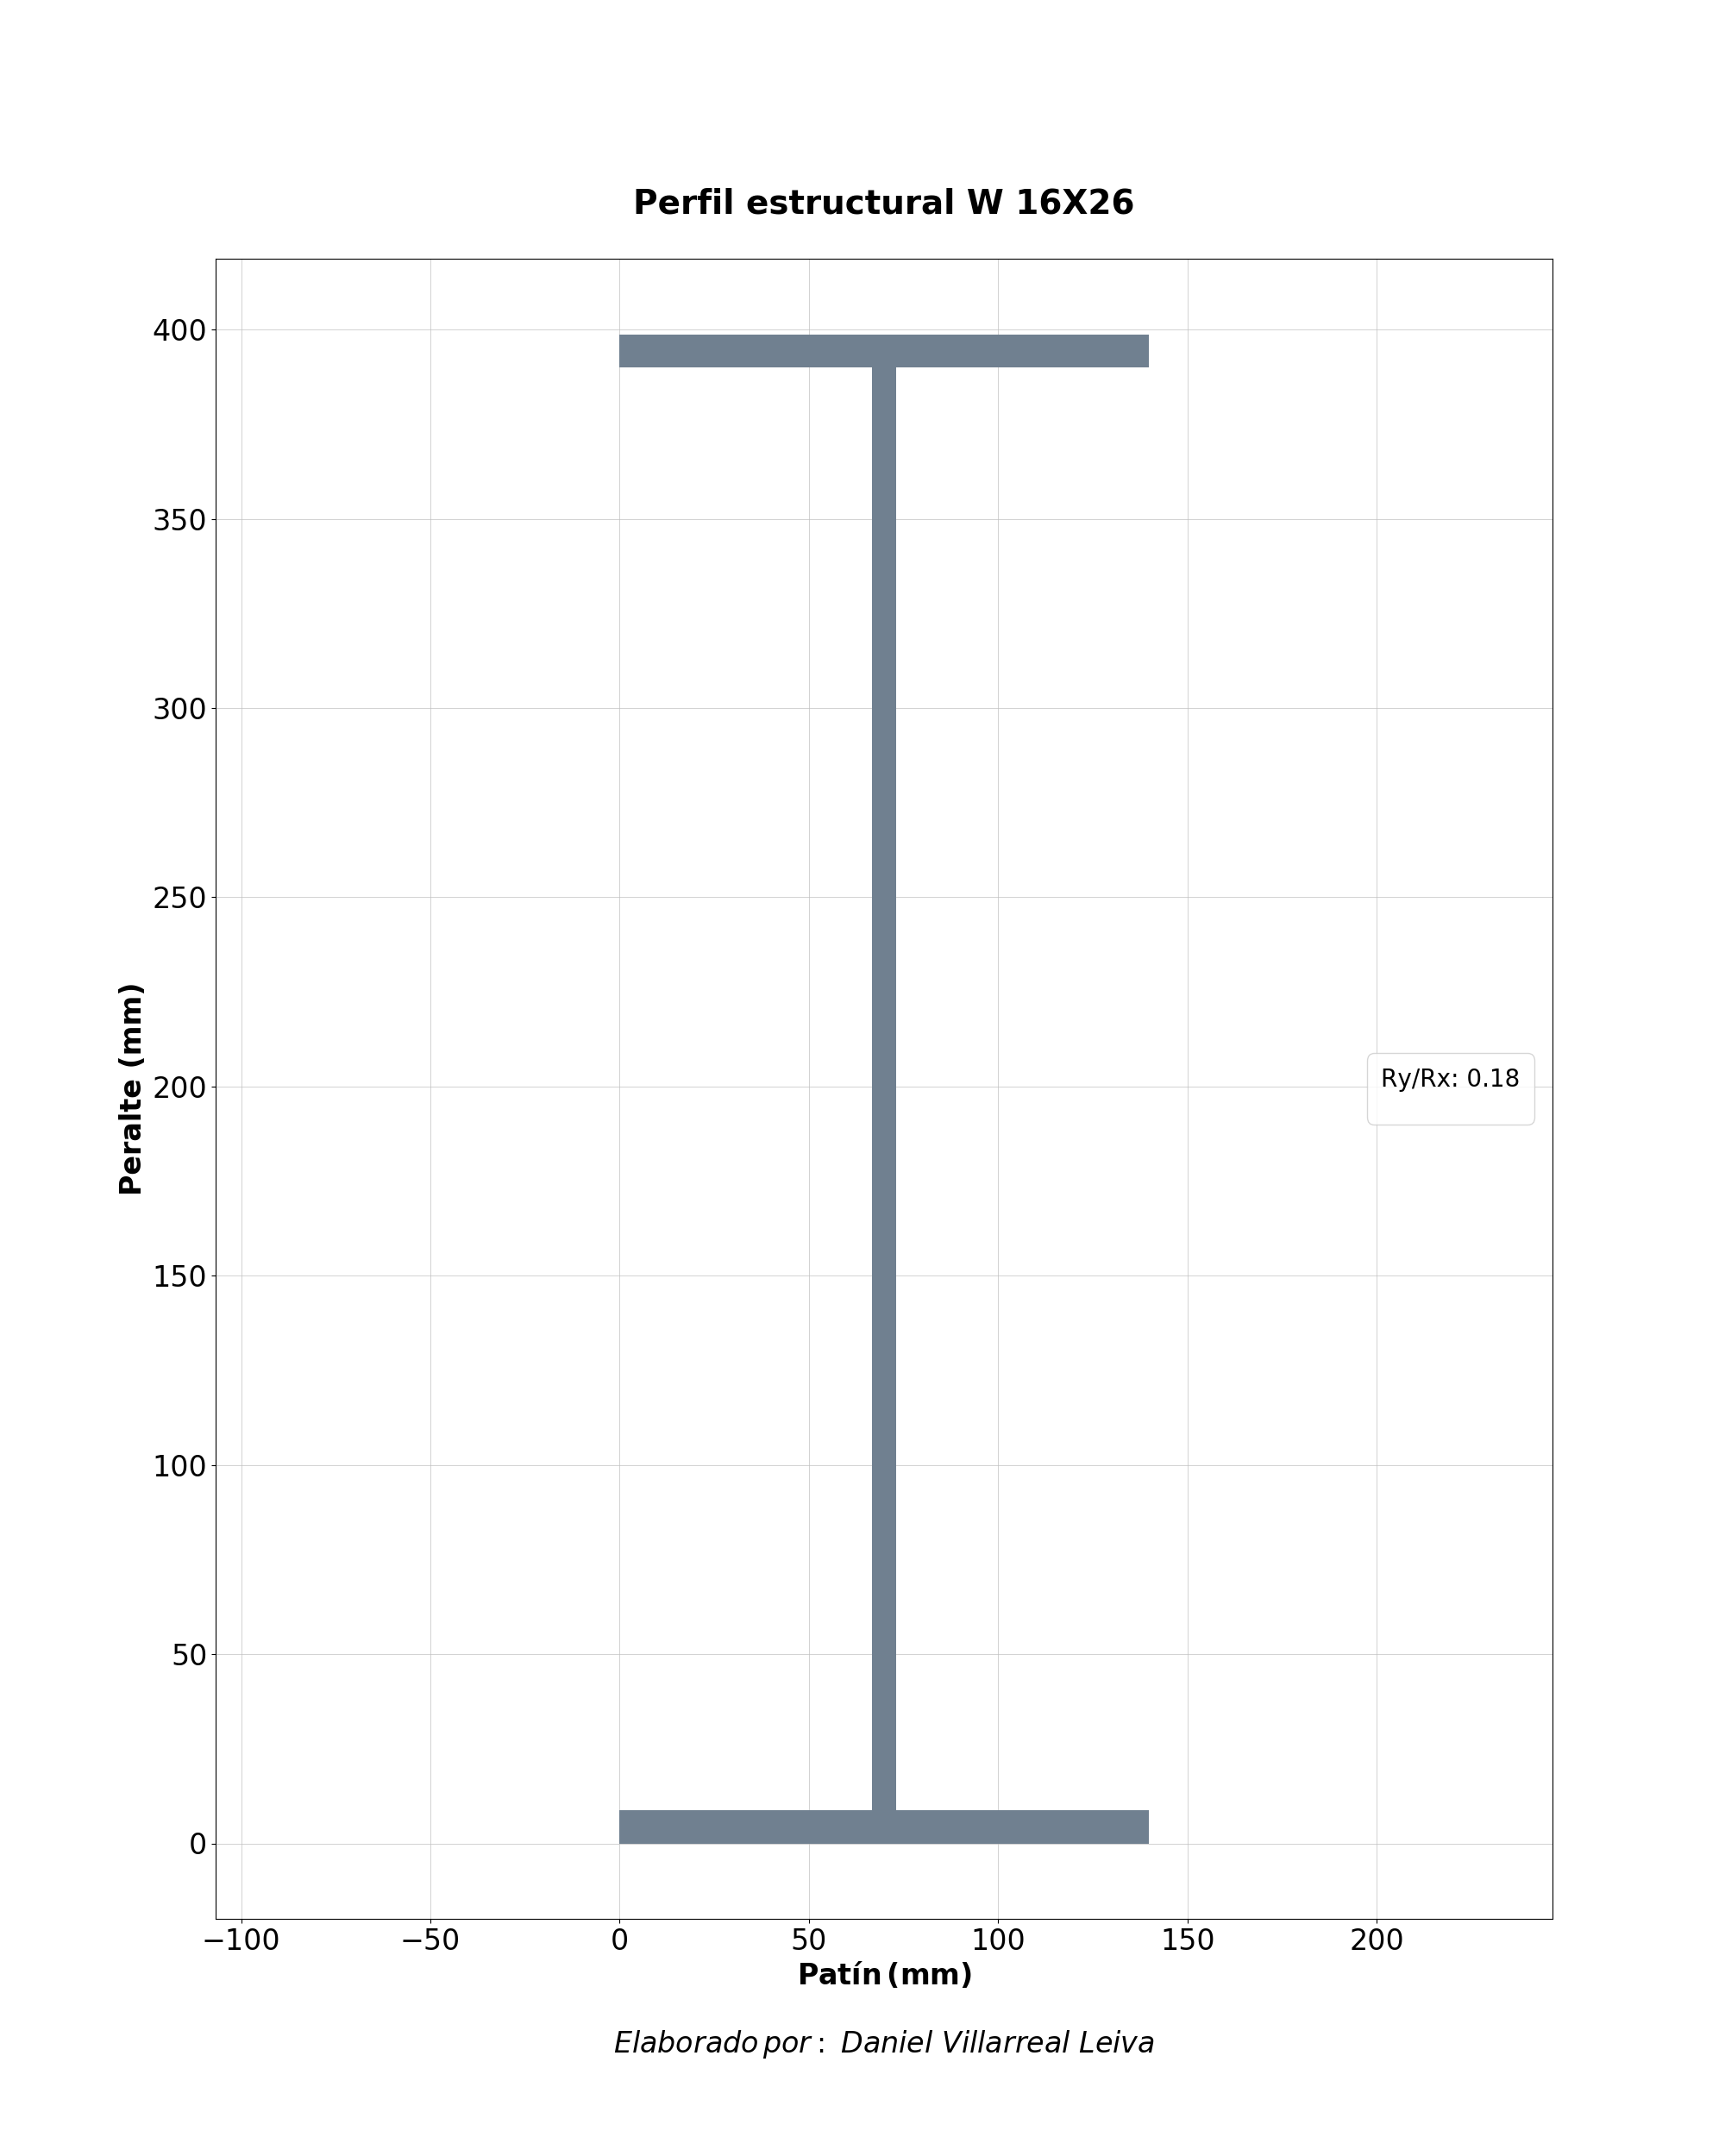 Perfil estructural W 16X26
400
350
300
250
200
150
100
50
0
Peralte (mm)
Ry/Rx: 0.18
−100 −50 0 50 100 150 200
Patín (mm)
Elaborado por: Daniel Villarreal Leiva